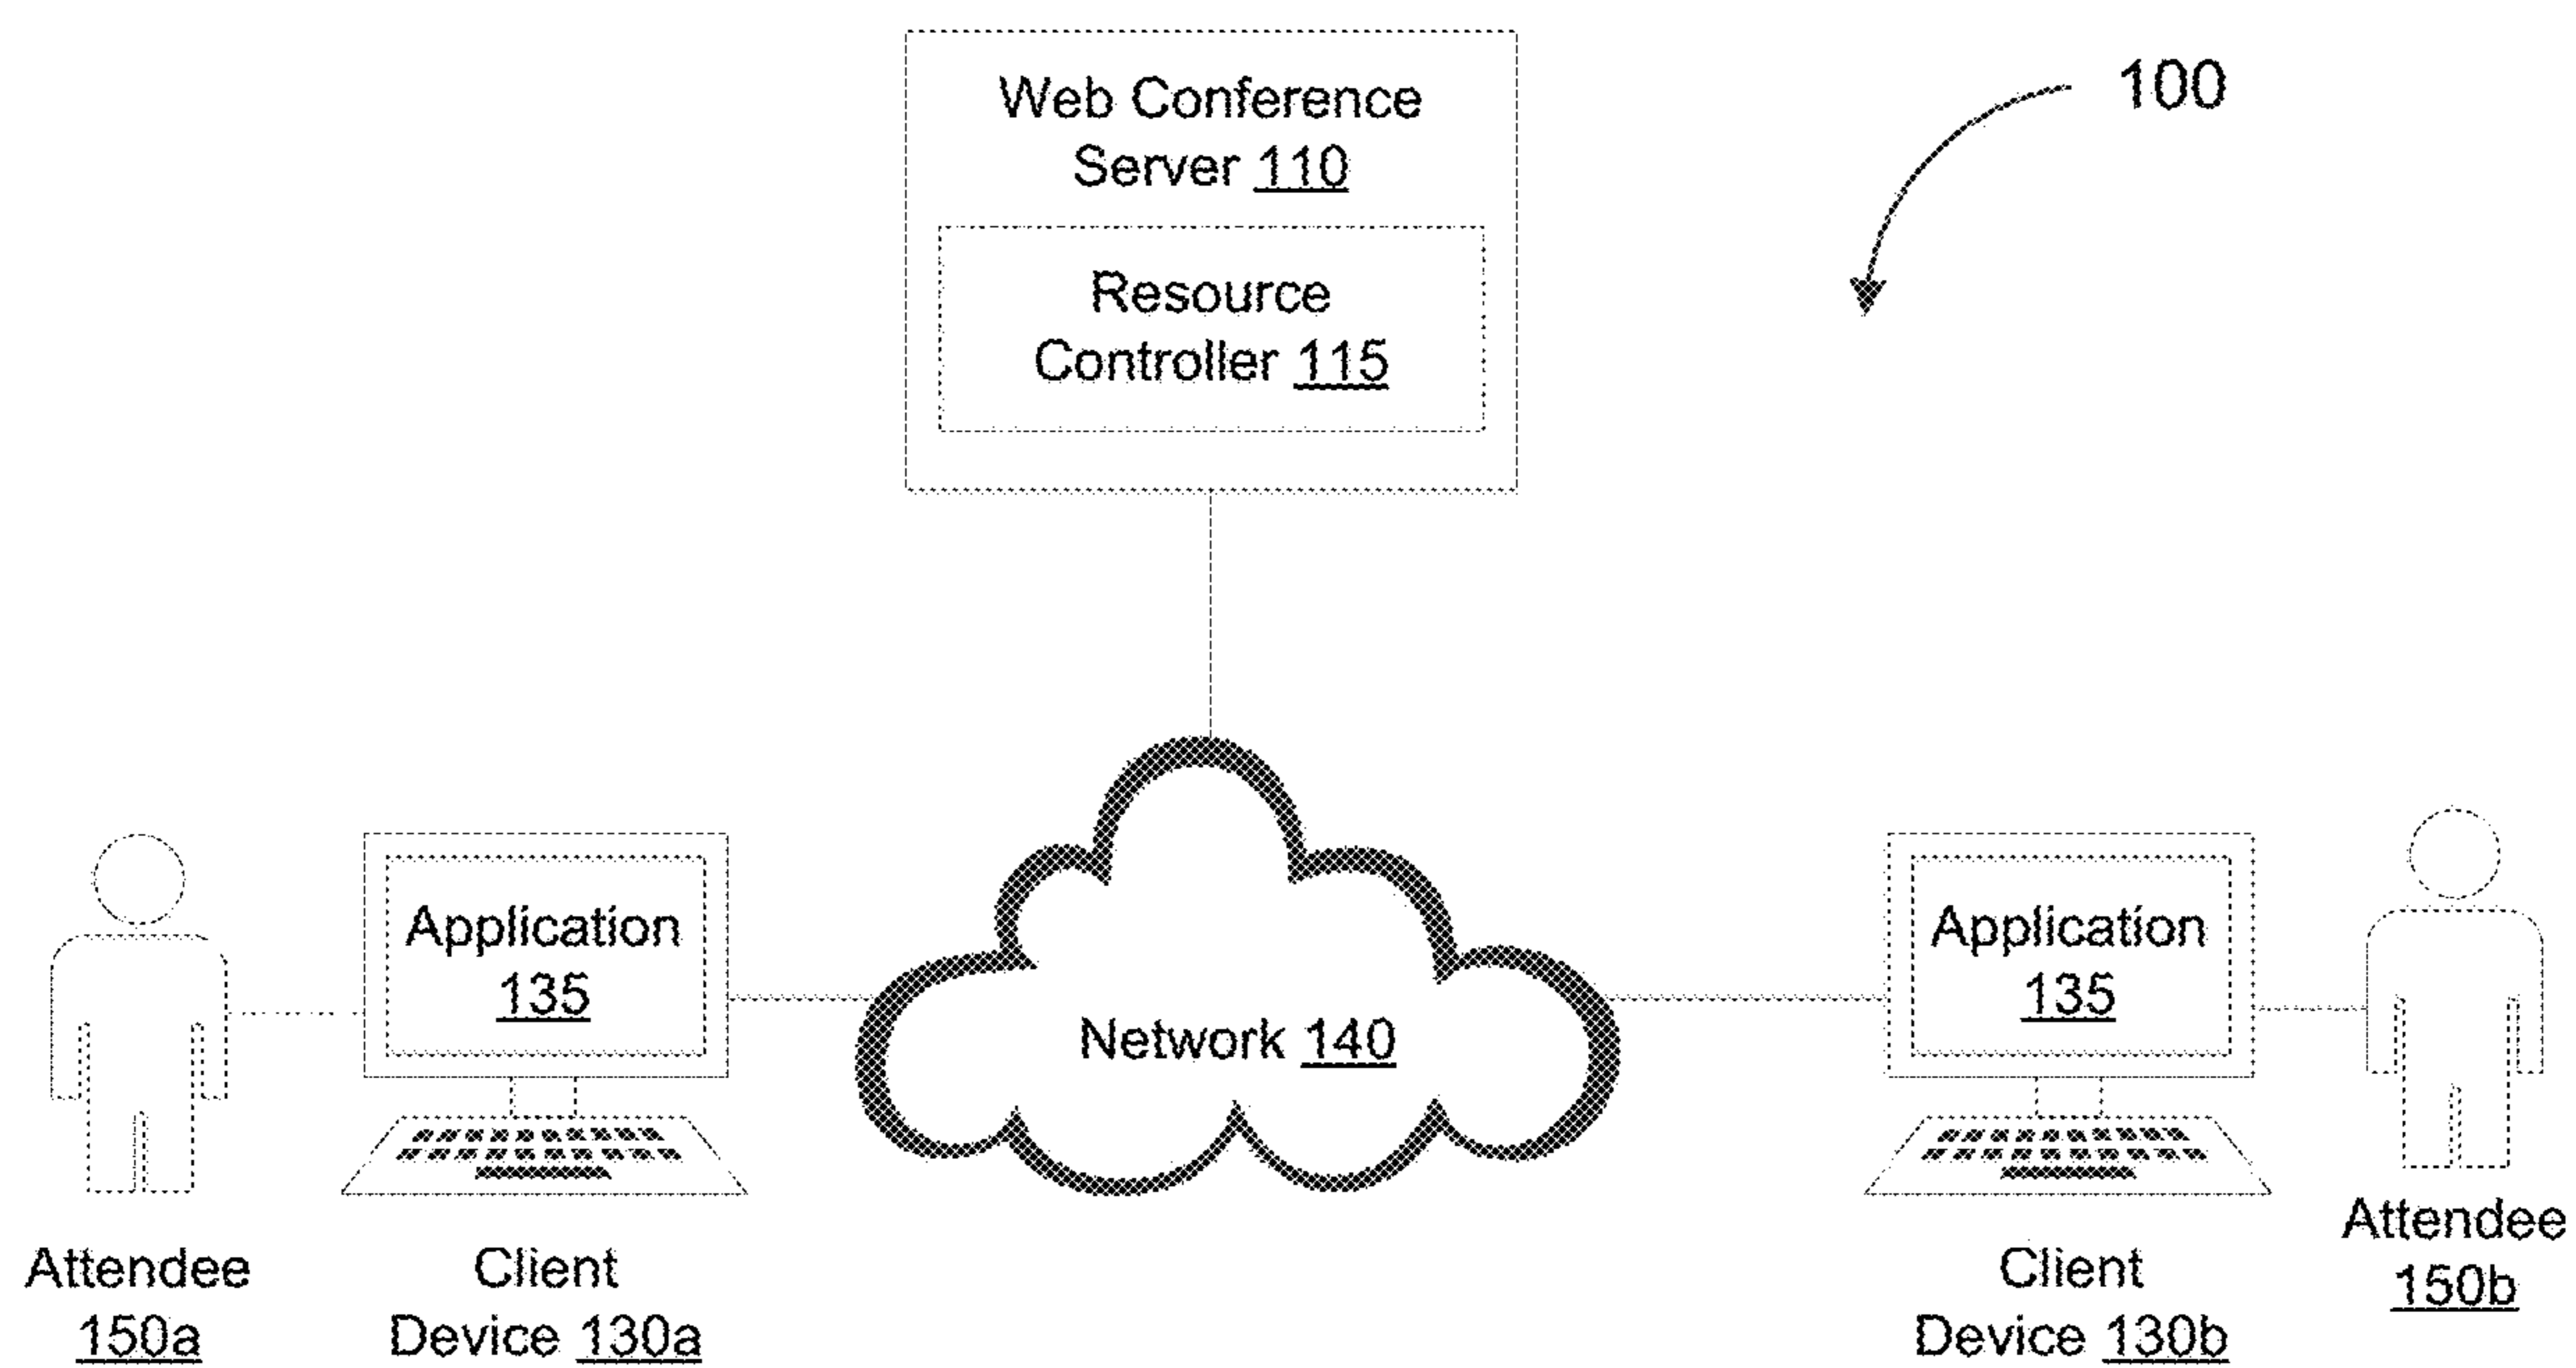 Web Conference
Server 110
100
Resource
Controller 115
Application
135
Network 140
Application
135
Attendee
150a
Client
Device 130a
Client
Device 130b
Attendee
150b